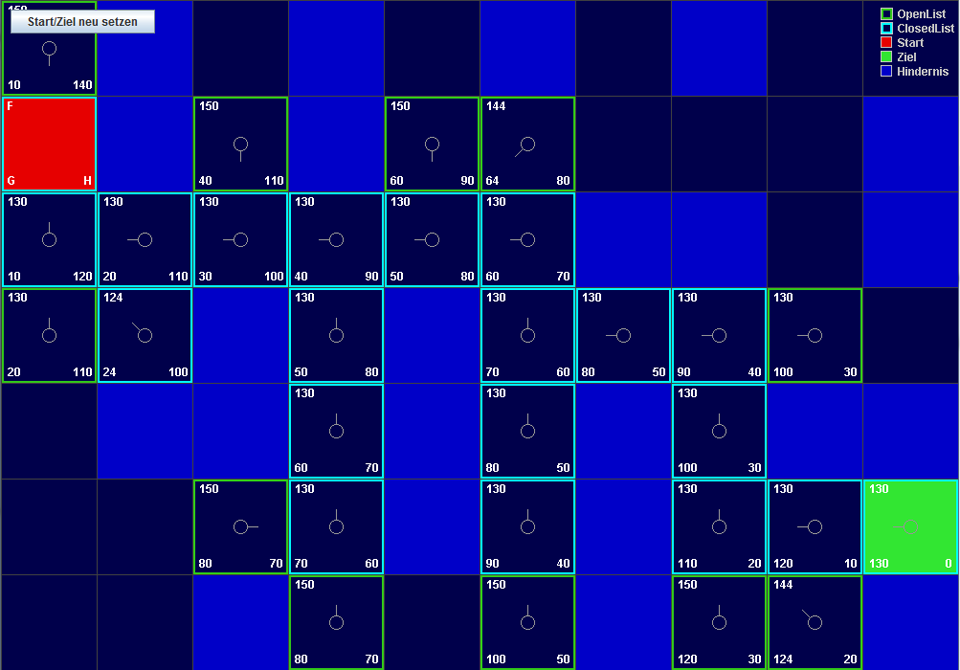 150
Start/Ziel neu setzen
OpenList
ClosedList
Start
Ziel
Hindernis
10 140
F 150 150 144
G H 40 110 60 90 64 80
130 130 130 130 130 130
10 120 20 110 30 100 40 90 50 80 60 70
130 124 130 130 130 130 130
20 110 24 100 50 80 70 60 80 50 90 40 100 30
130 130 130
60 70 80 50 100 30
150 130 130 130 130 130
80 70 70 60 90 40 110 20 120 10 130 0
150 150 150 144
80 70 100 50 120 30 124 20